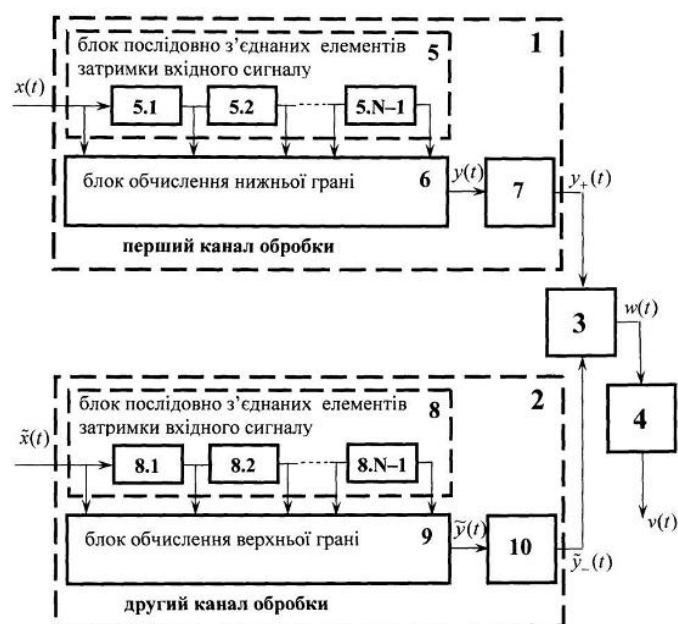 блок послідовно з’єднаних елементів
затримки вхідного сигналу
5
1
x(t)
5.1
5.2
5.N–1
блок обчислення нижньої грані
6
y(t)
7
y₊(t)
перший канал обробки
3
w(t)
4
v(t)
блок послідовно з’єднаних елементів
затримки вхідного сигналу
8
2
x̃(t)
8.1
8.2
8.N–1
блок обчислення верхньої грані
9
ỹ(t)
10
ỹ₋(t)
другий канал обробки